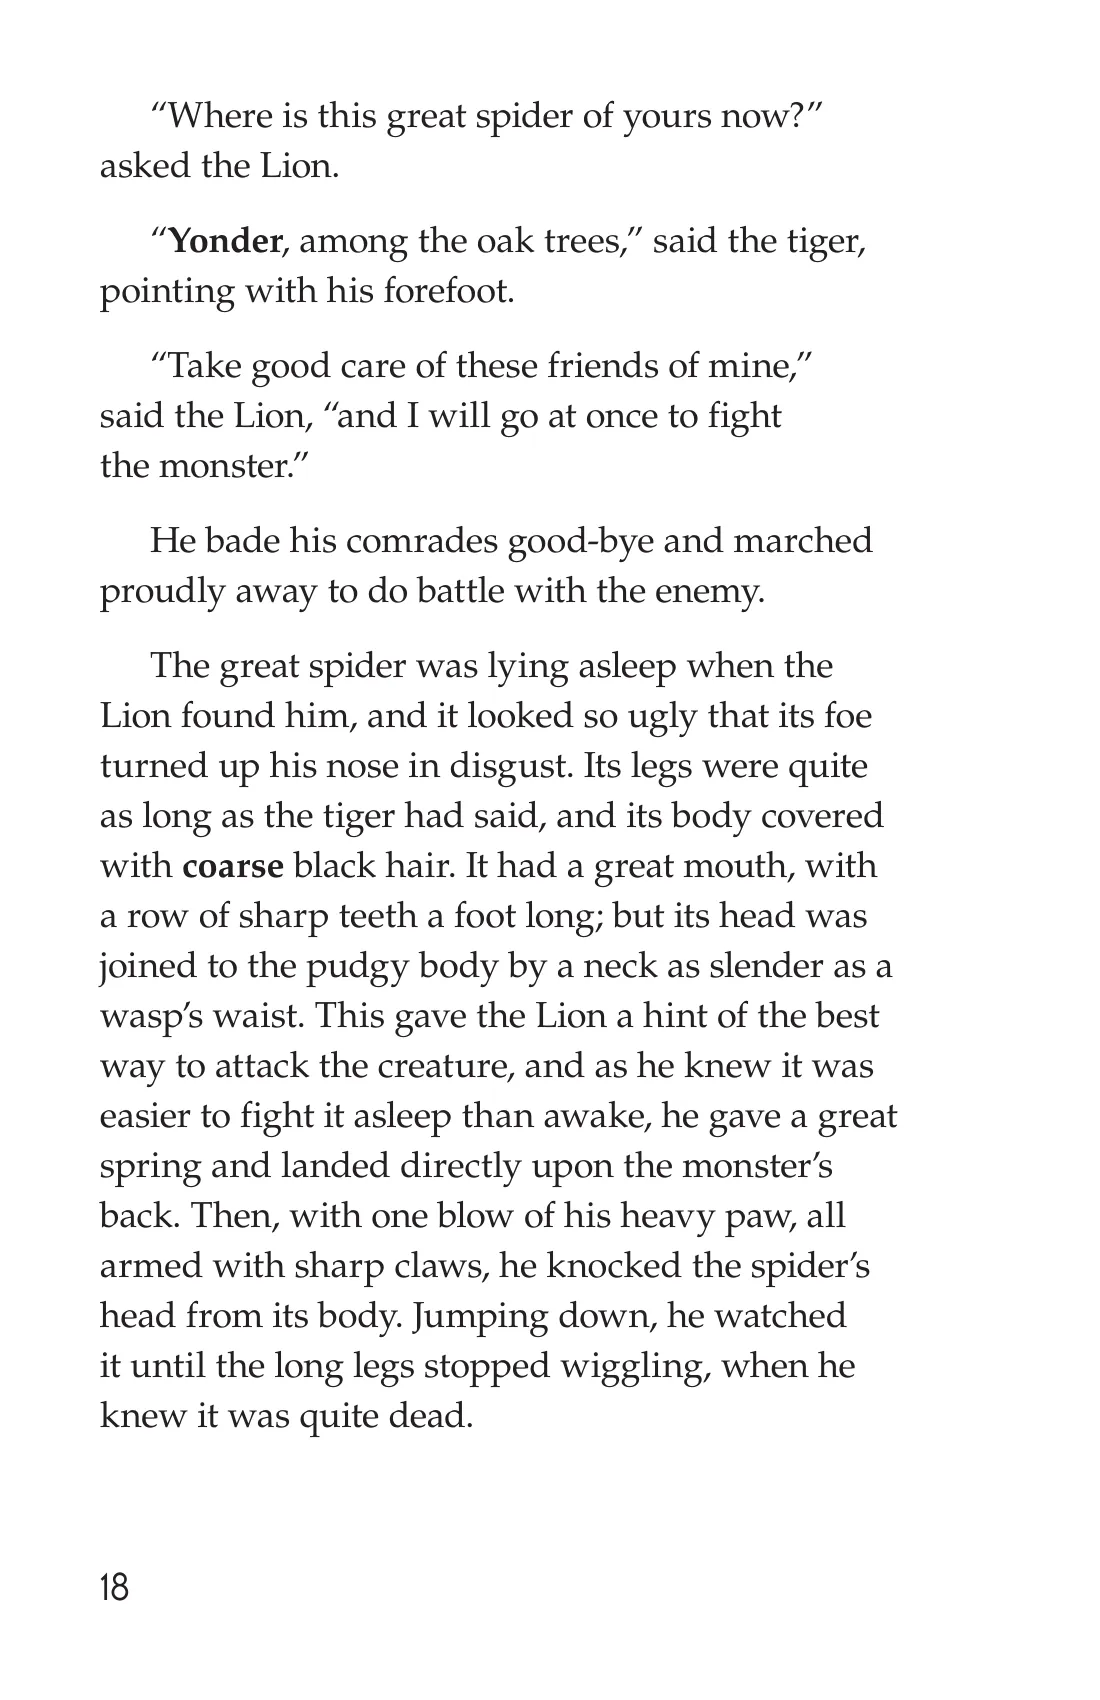 “Where is this great spider of yours now?”
asked the Lion.
“Yonder, among the oak trees,” said the tiger,
pointing with his forefoot.
“Take good care of these friends of mine,”
said the Lion, “and I will go at once to fight
the monster.”
He bade his comrades good-bye and marched
proudly away to do battle with the enemy.
The great spider was lying asleep when the
Lion found him, and it looked so ugly that its foe
turned up his nose in disgust. Its legs were quite
as long as the tiger had said, and its body covered
with coarse black hair. It had a great mouth, with
a row of sharp teeth a foot long; but its head was
joined to the pudgy body by a neck as slender as a
wasp’s waist. This gave the Lion a hint of the best
way to attack the creature, and as he knew it was
easier to fight it asleep than awake, he gave a great
spring and landed directly upon the monster’s
back. Then, with one blow of his heavy paw, all
armed with sharp claws, he knocked the spider’s
head from its body. Jumping down, he watched
it until the long legs stopped wiggling, when he
knew it was quite dead.
18